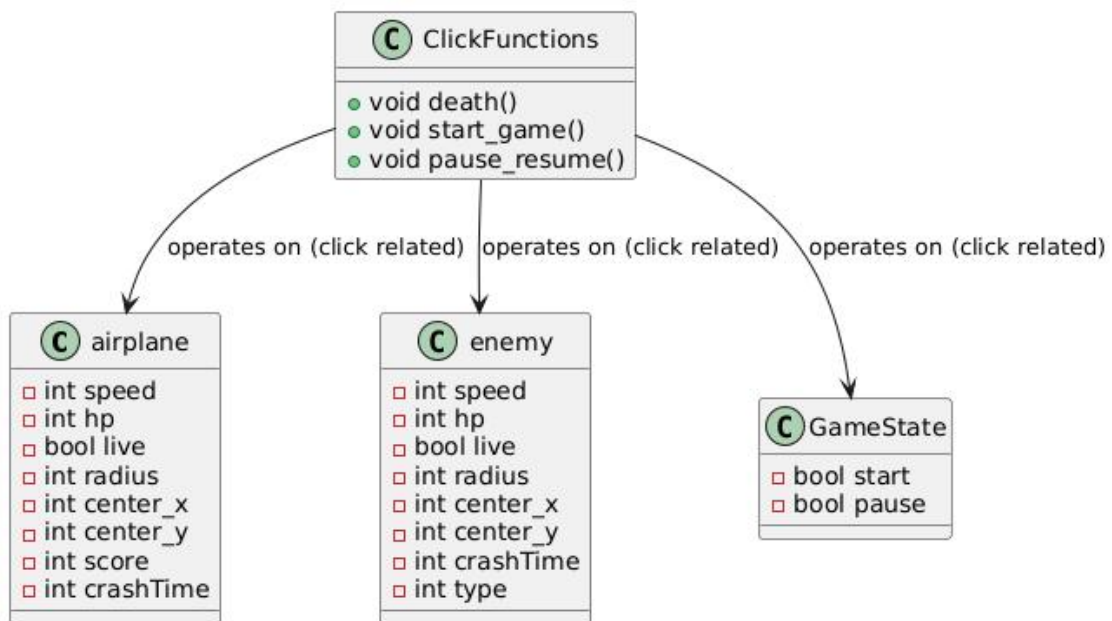 C ClickFunctions
void death()
void start_game()
void pause_resume()
operates on (click related)
operates on (click related)
operates on (click related)
C airplane
int speed
int hp
bool live
int radius
int center_x
int center_y
int score
int crashTime
C enemy
int speed
int hp
bool live
int radius
int center_x
int center_y
int crashTime
int type
C GameState
bool start
bool pause